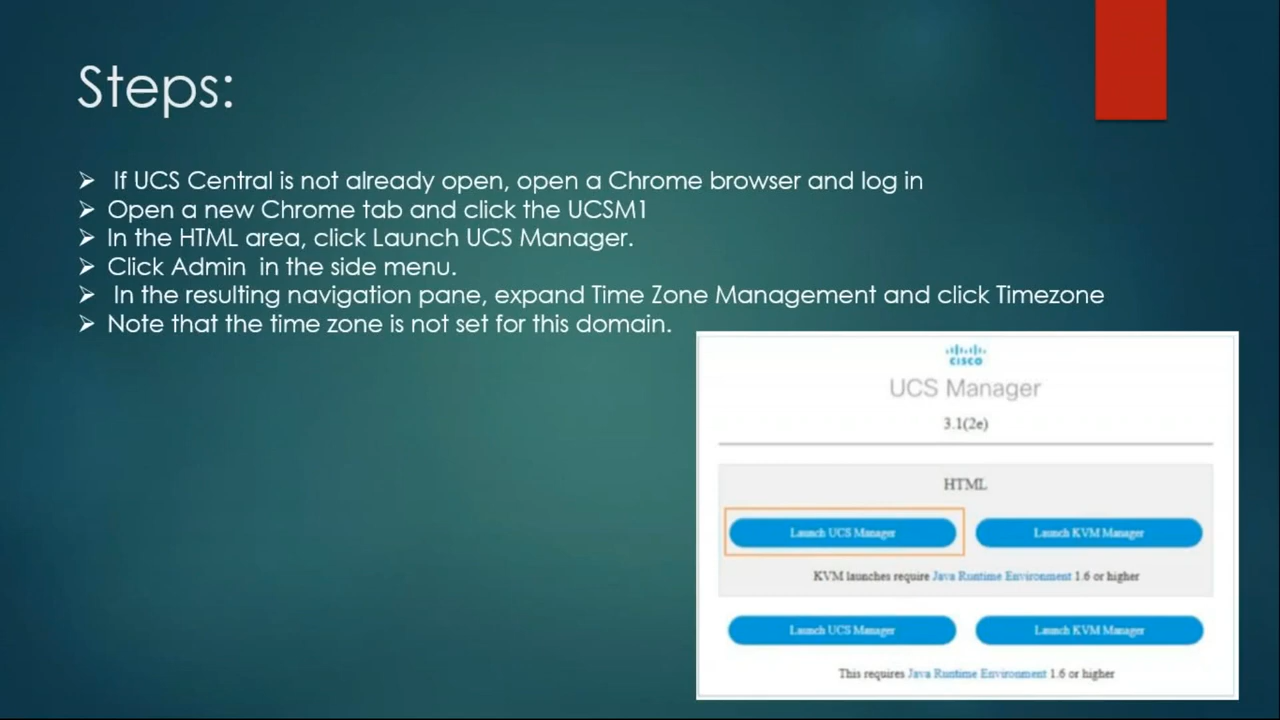 Steps:
➢ If UCS Central is not already open, open a Chrome browser and log in
➢ Open a new Chrome tab and click the UCSM1
➢ In the HTML area, click Launch UCS Manager.
➢ Click Admin  in the side menu.
➢ In the resulting navigation pane, expand Time Zone Management and click Timezone
➢ Note that the time zone is not set for this domain.
CISCO
UCS Manager
3.1(2e)
HTML
Launch UCS Manager Launch KVM Manager
KVM launches require Java Runtime Environment 1.6 or higher
Launch UCS Manager Launch KVM Manager
This requires Java Runtime Environment 1.6 or higher